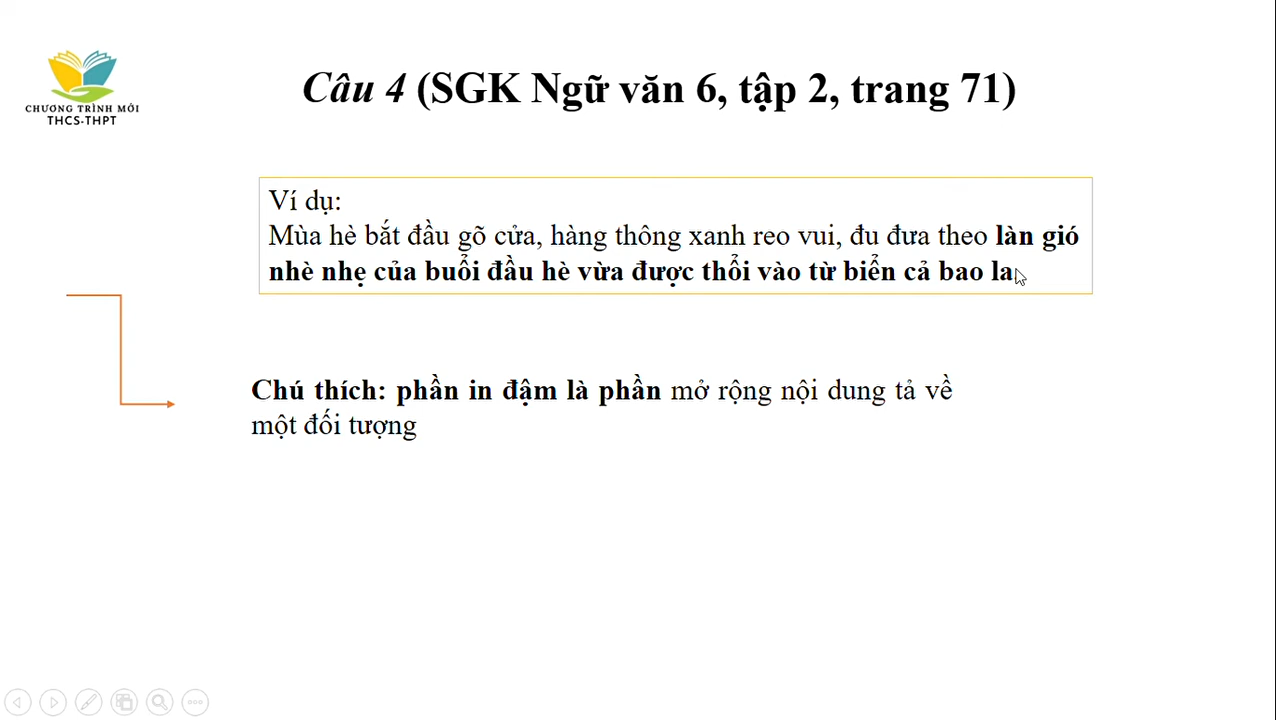 CHƯƠNG TRÌNH MỚI
THCS-THPT
Câu 4 (SGK Ngữ văn 6, tập 2, trang 71)
Ví dụ:
Mùa hè bắt đầu gõ cửa, hàng thông xanh reo vui, đu đưa theo làn gió
nhè nhẹ của buổi đầu hè vừa được thổi vào từ biển cả bao la.
Chú thích: phần in đậm là phần mở rộng nội dung tả về
một đối tượng